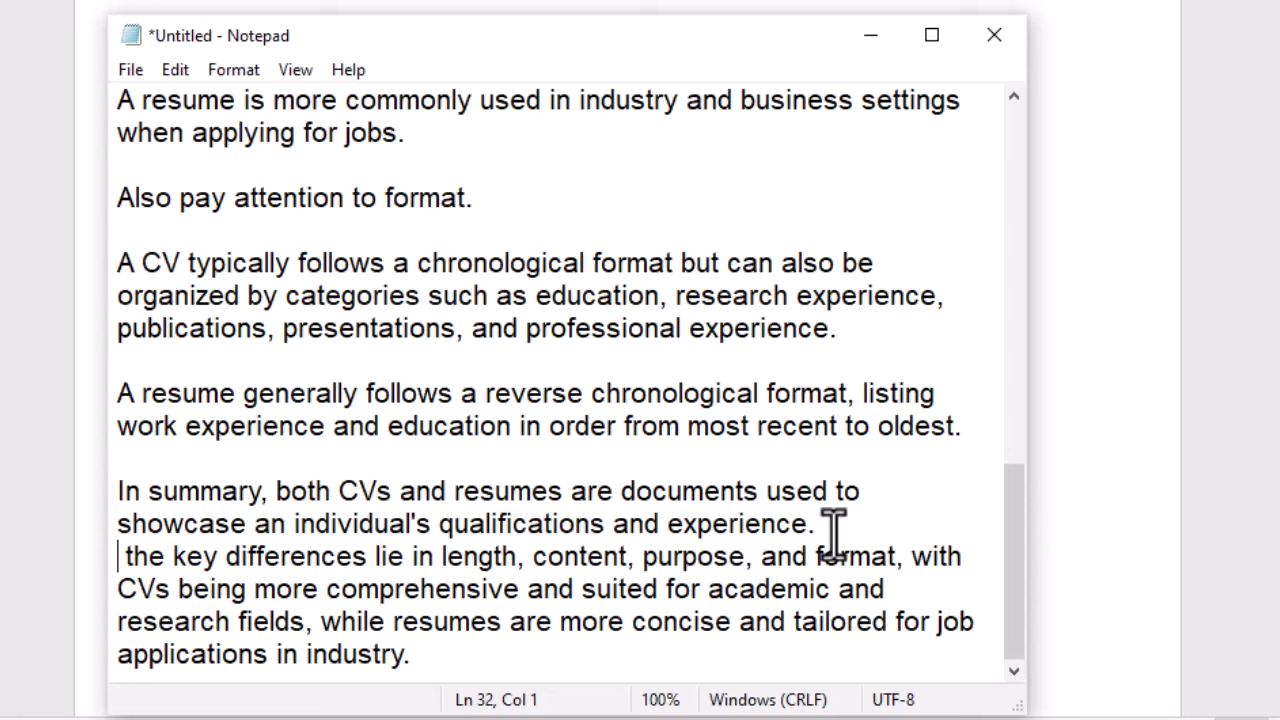 *Untitled - Notepad
File Edit Format View Help
A resume is more commonly used in industry and business settings
when applying for jobs.
Also pay attention to format.
A CV typically follows a chronological format but can also be
organized by categories such as education, research experience,
publications, presentations, and professional experience.
A resume generally follows a reverse chronological format, listing
work experience and education in order from most recent to oldest.
In summary, both CVs and resumes are documents used to
showcase an individual's qualifications and experience.
the key differences lie in length, content, purpose, and format, with
CVs being more comprehensive and suited for academic and
research fields, while resumes are more concise and tailored for job
applications in industry.
Ln 32, Col 1 100% Windows (CRLF) UTF-8